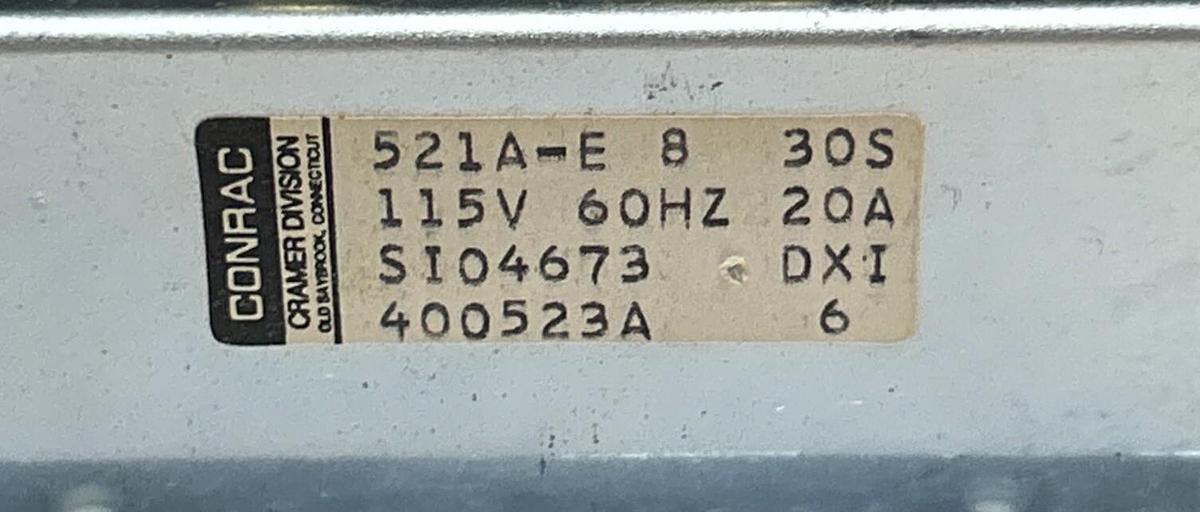 CONRAC
CRAMER DIVISION
OLD SAYBROOK, CONNECTICUT
521A-E 8 30S
115V 60HZ 20A
SI04673 DXI
400523A 6